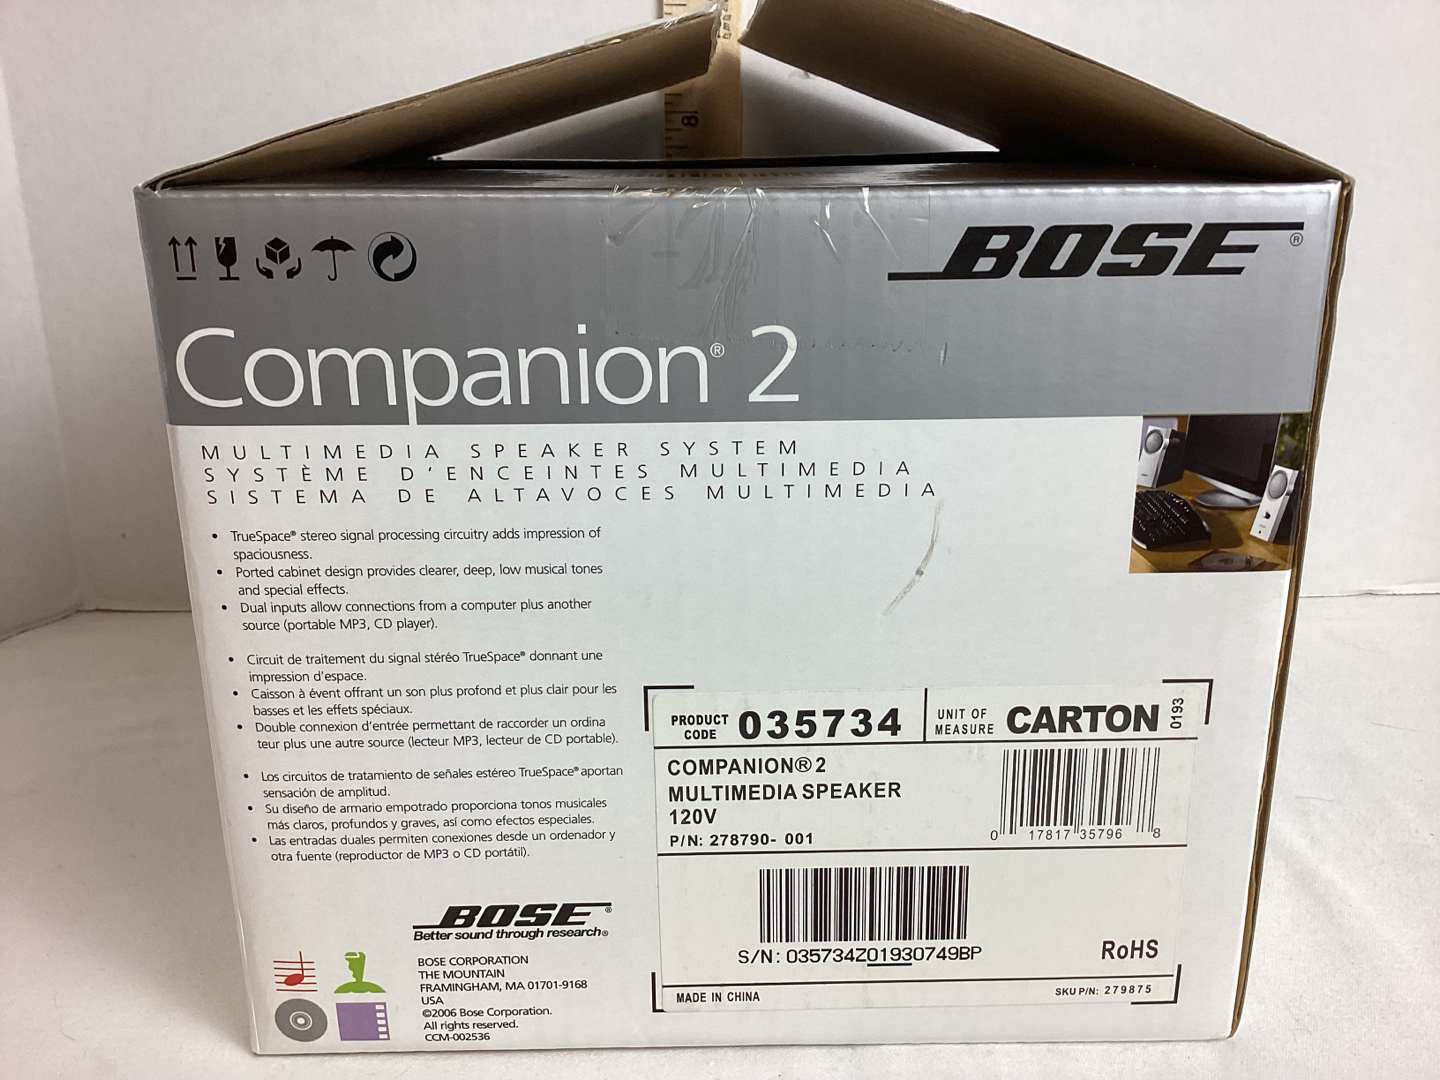 8
BOSE®
Companion® 2
MULTIMEDIA SPEAKER SYSTEM
SYSTÈME D'ENCEINTES MULTIMEDIA
SISTEMA DE ALTAVOCES MULTIMEDIA
• TrueSpace® stereo signal processing circuitry adds impression of
spaciousness.
• Ported cabinet design provides clearer, deep, low musical tones
and special effects.
• Dual inputs allow connections from a computer plus another
source (portable MP3, CD player).
• Circuit de traitement du signal stéréo TrueSpace® donnant une
impression d'espace.
• Caisson à évent offrant un son plus profond et plus clair pour les
basses et les effets spéciaux.
• Double connexion d'entrée permettant de raccorder un ordina
teur plus une autre source (lecteur MP3, lecteur de CD portable).
• Los circuitos de tratamiento de señales estéreo TrueSpace® aportan
sensación de amplitud.
• Su diseño de armario empotrado proporciona tonos musicales
más claros, profundos y graves, así como efectos especiales.
• Las entradas duales permiten conexiones desde un ordenador y
otra fuente (reproductor de MP3 o CD portátil).
BOSE®
Better sound through research®
BOSE CORPORATION
THE MOUNTAIN
FRAMINGHAM, MA 01701-9168
USA
©2006 Bose Corporation.
All rights reserved.
CCM-002536
PRODUCT CODE 035734
UNIT OF MEASURE CARTON 0193
COMPANION® 2
MULTIMEDIA SPEAKER
120V
P/N: 278790- 001
0 17817 35796 8
S/N: 035734Z01930749BP
RoHS
MADE IN CHINA
SKU P/N: 279875